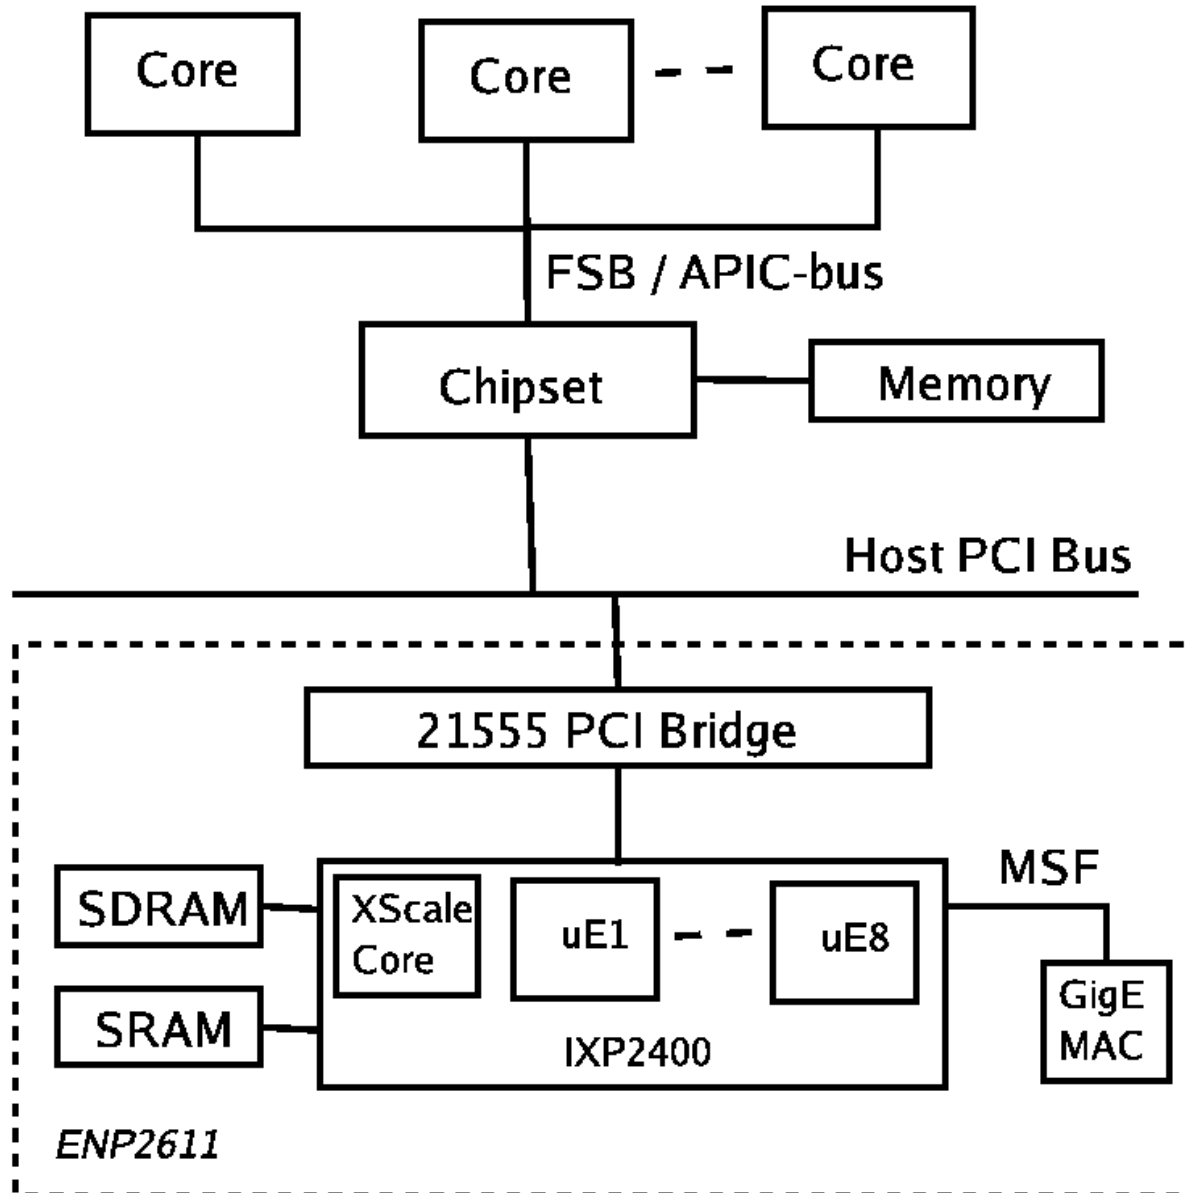 Core
Core
Core
FSB / APIC-bus
Chipset
Memory
Host PCI Bus
21555 PCI Bridge
MSF
SDRAM
XScale
Core
uE1
uE8
GigE
MAC
SRAM
IXP2400
ENP2611